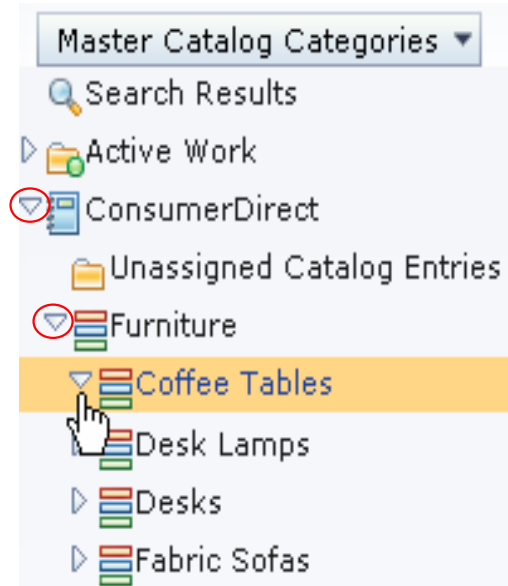 Master Catalog Categories
Search Results
Active Work
ConsumerDirect
Unassigned Catalog Entries
Furniture
Coffee Tables
Desk Lamps
Desks
Fabric Sofas